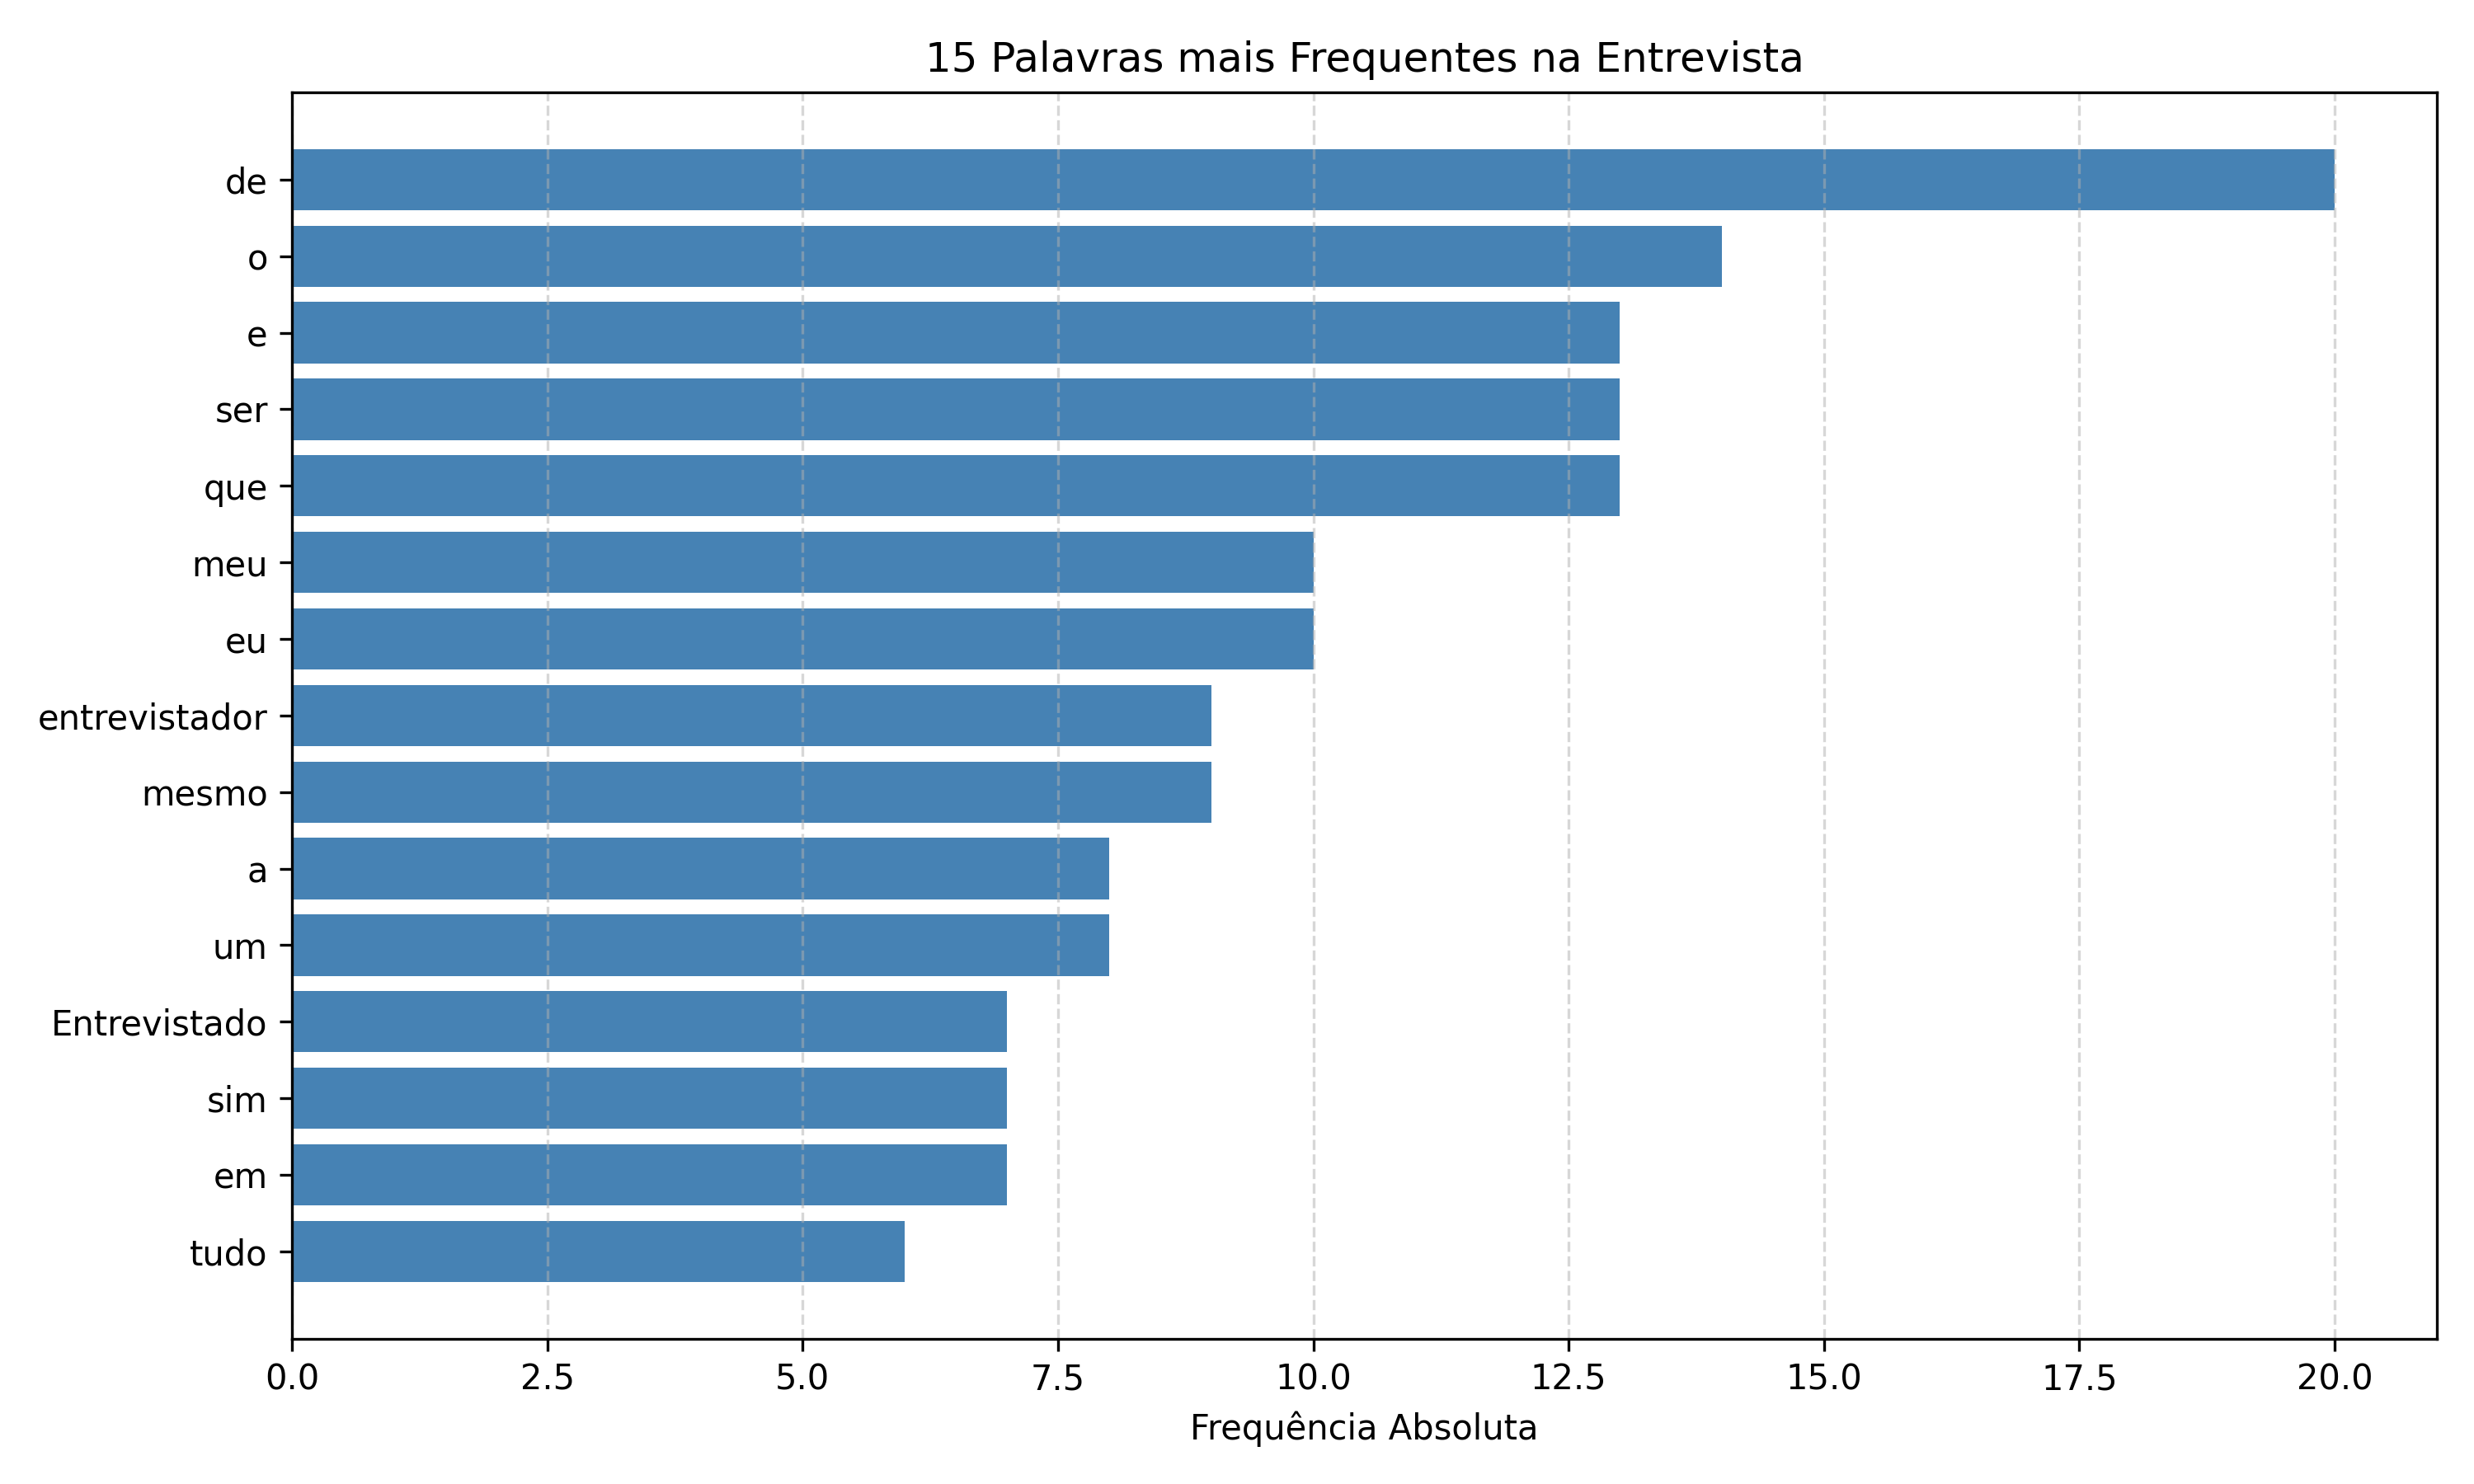 15 Palavras mais Frequentes na Entrevista
de
o
e
ser
que
meu
eu
entrevistador
mesmo
a
um
Entrevistado
sim
em
tudo
0.0 2.5 5.0 7.5 10.0 12.5 15.0 17.5 20.0
Frequência Absoluta